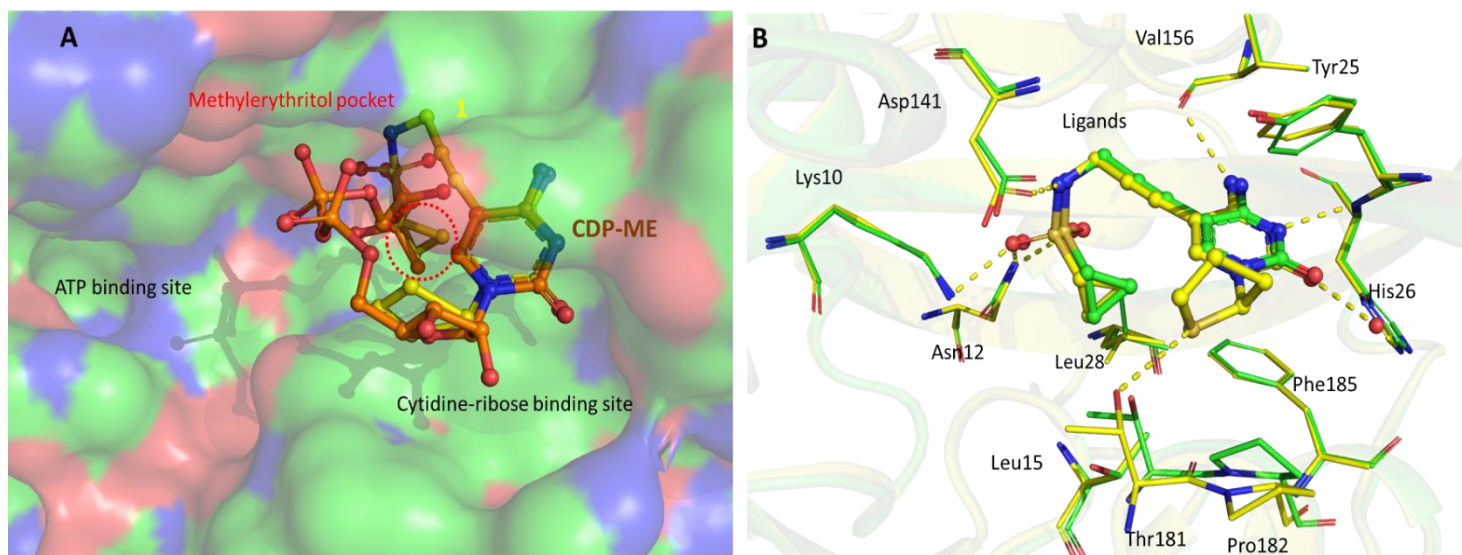 A
Methylerythritol pocket
1
CDP-ME
ATP binding site
Cytidine-ribose binding site
B
Val156
Tyr25
Asp141
Ligands
Lys10
His26
Asn12
Leu28
Phe185
Leu15
Thr181
Pro182